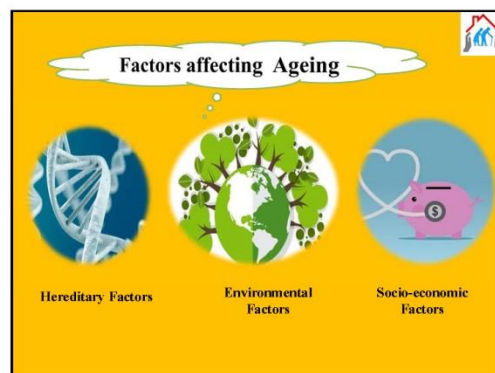 Factors affecting Ageing
Hereditary Factors
Environmental
Factors
Socio-economic
Factors
$